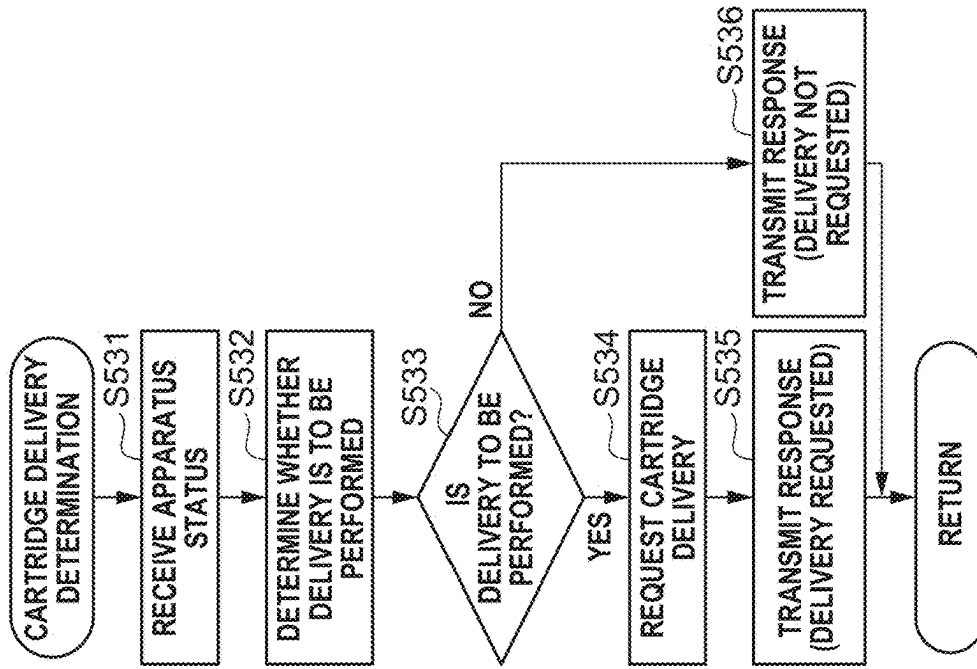 CARTRIDGE DELIVERY
DETERMINATION
S531
RECEIVE APPARATUS
STATUS
S532
DETERMINE WHETHER
DELIVERY IS TO BE
PERFORMED
S533
IS
DELIVERY TO BE
PERFORMED?
NO
YES
S534
REQUEST CARTRIDGE
DELIVERY
S535
TRANSMIT RESPONSE
(DELIVERY REQUESTED)
S536
TRANSMIT RESPONSE
(DELIVERY NOT
REQUESTED)
RETURN